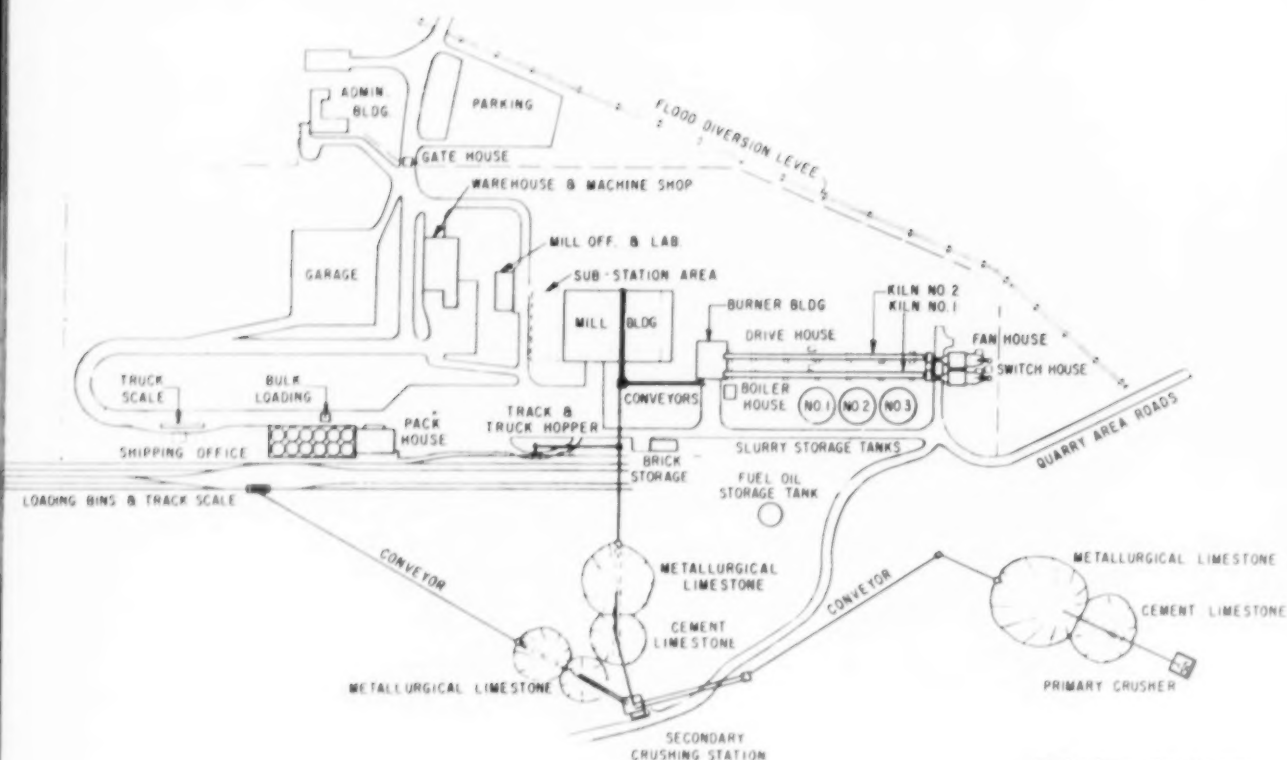 ADMIN.
BLDG.
PARKING
FLOOD DIVERSION LEVEE
GATE HOUSE
WAREHOUSE & MACHINE SHOP
MILL OFF. & LAB.
SUB-STATION AREA
GARAGE
MILL BLDG
BURNER BLDG
KILN NO.2
KILN NO.1
DRIVE HOUSE
FAN HOUSE
SWITCH HOUSE
TRUCK
SCALE
BULK
LOADING
CONVEYORS
BOILER
HOUSE
NO.1
NO.2
NO.3
PACK
HOUSE
TRACK &
TRUCK HOPPER
SHIPPING OFFICE
BRICK
STORAGE
SLURRY STORAGE TANKS
QUARRY AREA ROADS
LOADING BINS & TRACK SCALE
FUEL OIL
STORAGE TANK
CONVEYOR
METALLURGICAL
LIMESTONE
CEMENT
LIMESTONE
CONVEYOR
METALLURGICAL
LIMESTONE
CEMENT
LIMESTONE
METALLURGICAL LIMESTONE
PRIMARY CRUSHER
SECONDARY
CRUSHING STATION